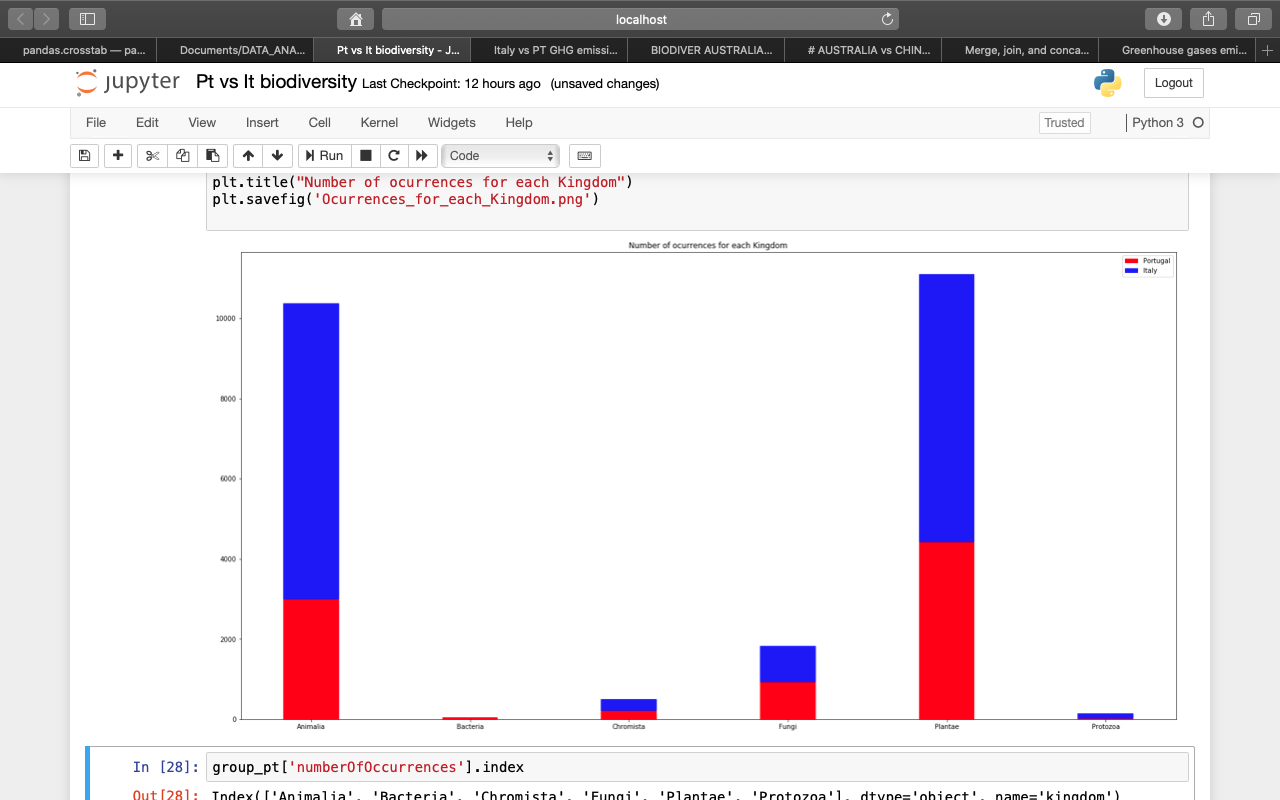 localhost
pandas.crosstab — pa...
Documents/DATA_ANA...
Pt vs It biodiversity - J...
Italy vs PT GHG emissi...
BIODIVER AUSTRALIA...
# AUSTRALIA vs CHIN...
Merge, join, and conca...
Greenhouse gases emi...
jupyter Pt vs It biodiversity Last Checkpoint: 12 hours ago (unsaved changes)
Logout
File Edit View Insert Cell Kernel Widgets Help
Trusted Python 3
Run Code
plt.title("Number of ocurrences for each Kingdom")
plt.savefig('Ocurrences_for_each_Kingdom.png')
Number of ocurrences for each Kingdom
Portugal
Italy
10000
8000
6000
4000
2000
0
Animalia Bacteria Chromista Fungi Plantae Protozoa
In [28]: group_pt['numberOfOccurrences'].index
Out[28]: Index(['Animalia', 'Bacteria', 'Chromista', 'Fungi', 'Plantae', 'Protozoa'], dtype='object', name='kingdom')